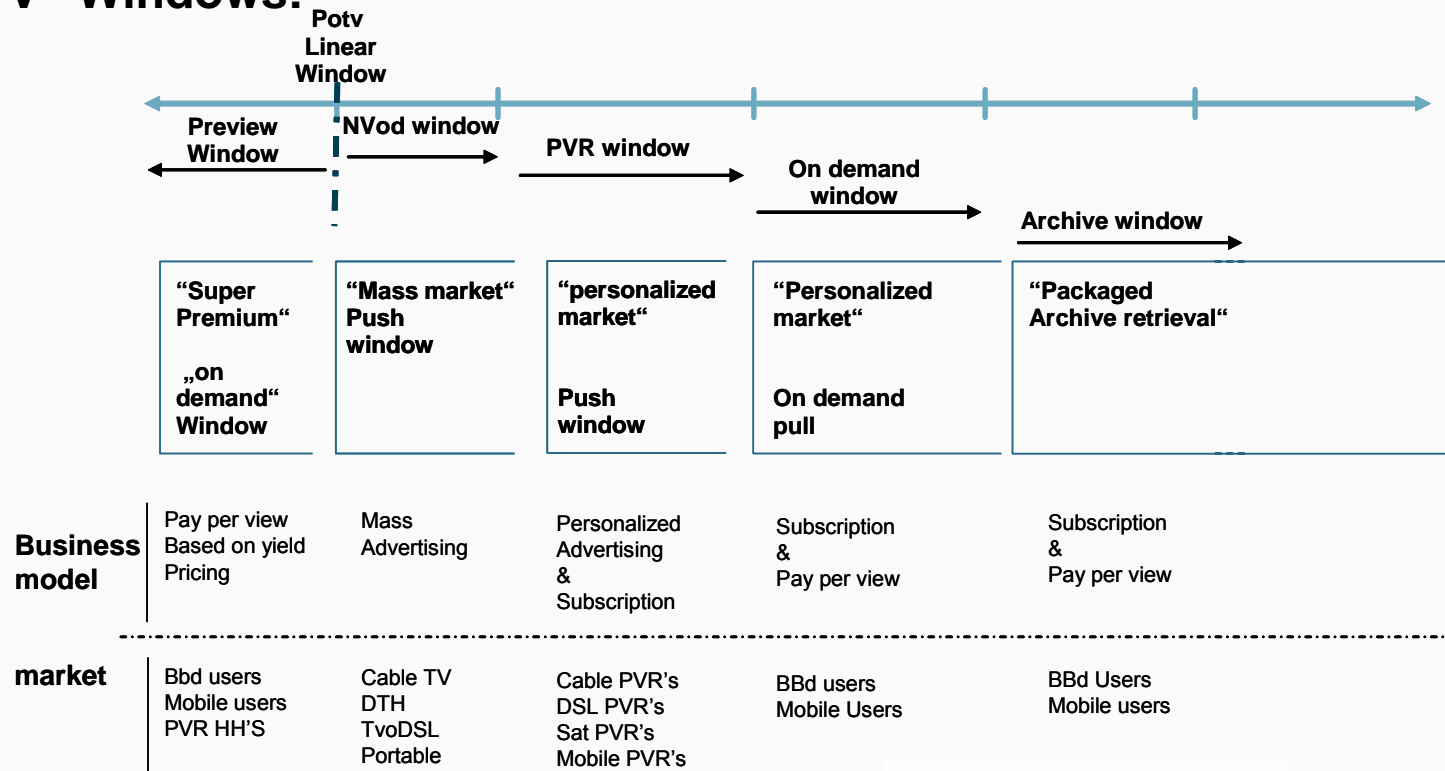 Windows:
Potv
Linear
Window
Preview
Window
NVod window
PVR window
On demand
window
Archive window
“Super
Premium“
„on
demand“
Window
“Mass market“
Push
window
“personalized
market“
Push
window
“Personalized
market“
On demand
pull
“Packaged
Archive retrieval“
Business
model
Pay per view
Based on yield
Pricing
Mass
Advertising
Personalized
Advertising
&
Subscription
Subscription
&
Pay per view
Subscription
&
Pay per view
market
Bbd users
Mobile users
PVR HH’S
Cable TV
DTH
TvoDSL
Portable
Cable PVR’s
DSL PVR’s
Sat PVR’s
Mobile PVR’s
BBd users
Mobile Users
BBd Users
Mobile users